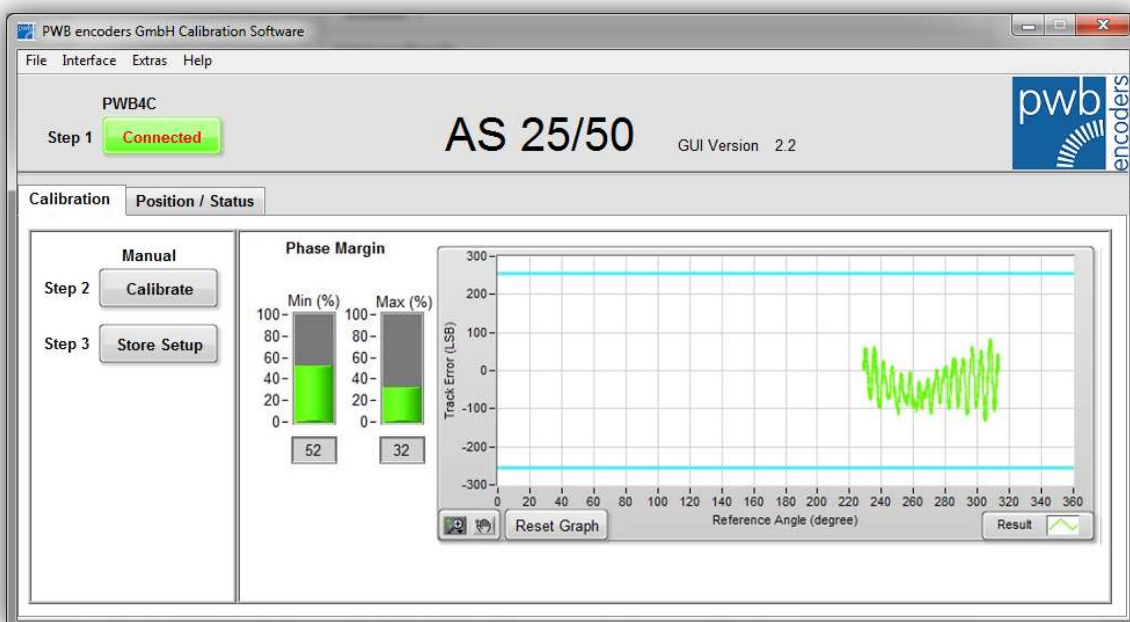 PWB encoders GmbH Calibration Software
File Interface Extras Help
PWB4C
Step 1 Connected
AS 25/50
GUI Version 2.2
pwb encoders
Calibration
Position / Status
Manual
Step 2 Calibrate
Step 3 Store Setup
Phase Margin
Min (%)
100
80
60
40
20
0
52
Max (%)
100
80
60
40
20
0
32
Track Error (LSB)
300
200
100
0
-100
-200
-300
0 20 40 60 80 100 120 140 160 180 200 220 240 260 280 300 320 340 360
Reference Angle (degree)
Reset Graph
Result